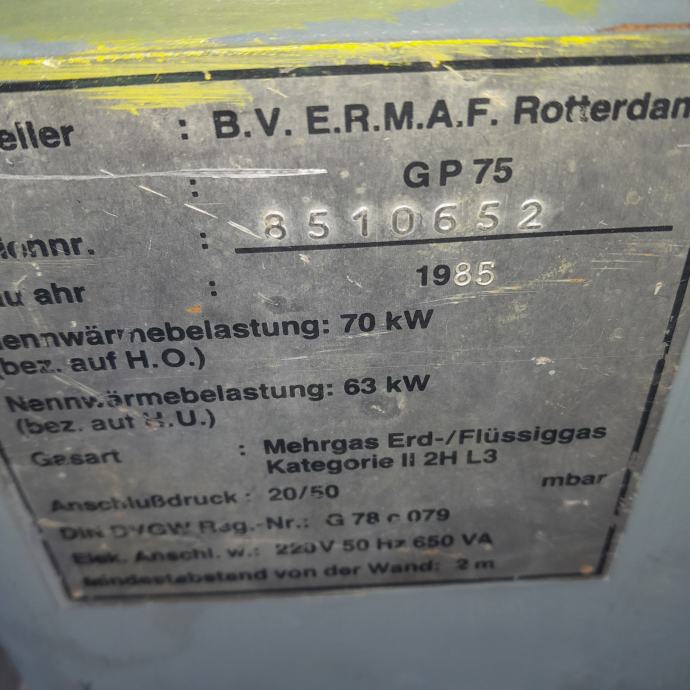 eller : B.V. E.R.M.A.F. Rotterdam
: GP 75
ionnr. : 8510652
au ahr : 1985
ennwärmebelastung: 70 kW
(bez. auf H.O.)
Nennwärmebelastung: 63 kW
(bez. auf H.U.)
Gasart : Mehrgas Erd-/Flüssiggas
Kategorie II 2H L3
Anschlußdruck : 20/50 mbar
DIN DVGW Reg.-Nr.: G 78 c 079
Elek. Anschl. w.: 220V 50 Hz 650 VA
Mindestabstand von der Wand: 2 m